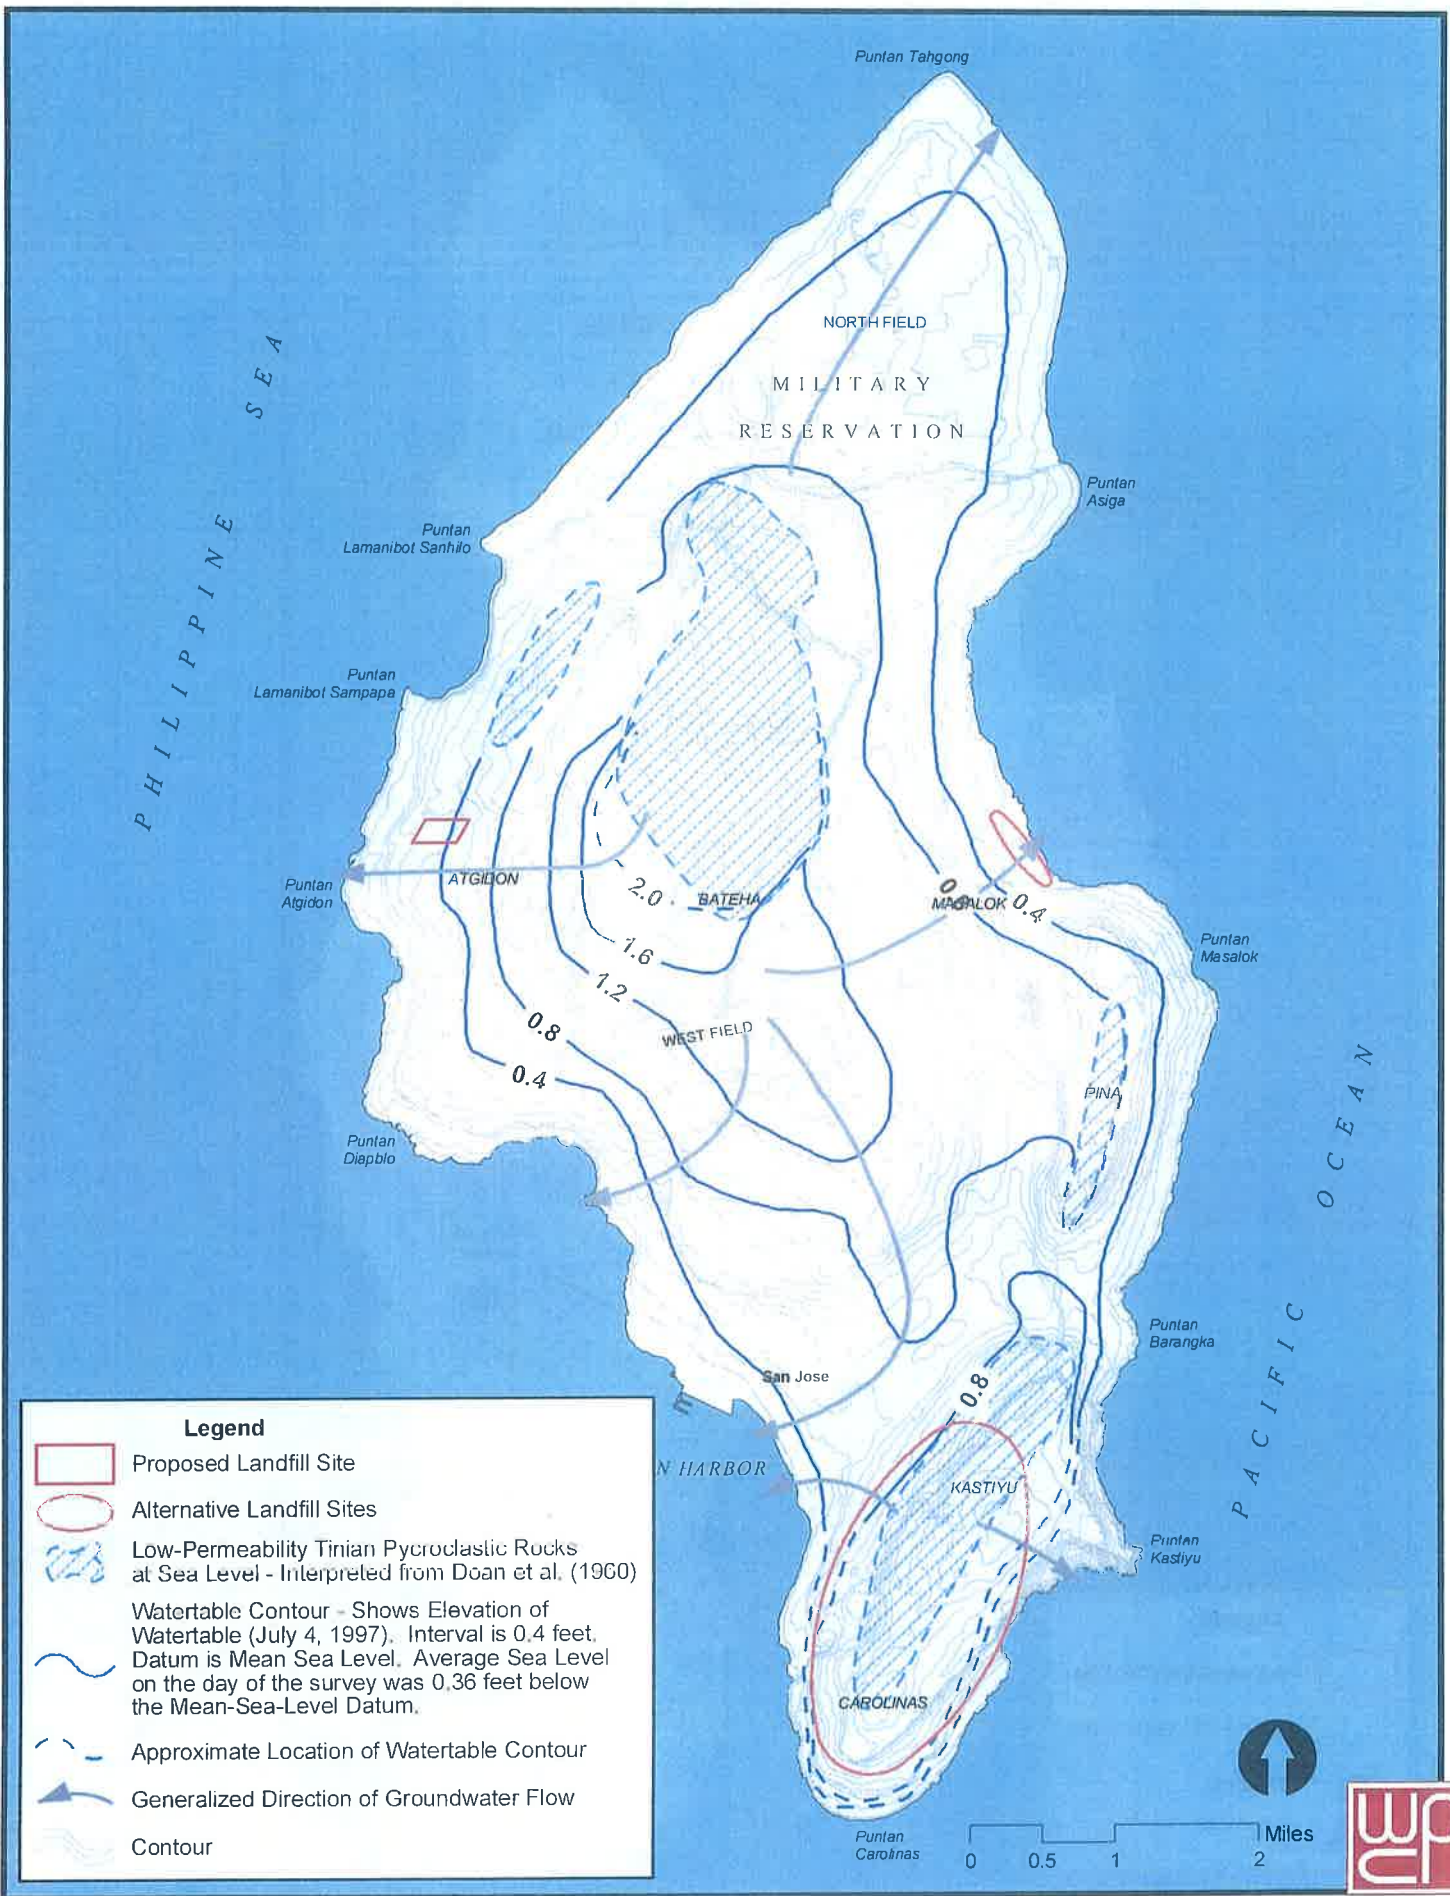 Puntan Tahgong
NORTH FIELD
MILITARY
RESERVATION
Puntan
Asiga
PHILIPPINE SEA
Puntan
Lamanibot Sanhilo
Puntan
Lamanibot Sampapa
Puntan
Atgidon
ATGIDON
2.0
BATEHA
1.6
1.2
0.8
0.4
MASALOK
0.4
Puntan
Masalok
WEST FIELD
PINA
Puntan
Diapblo
PACIFIC OCEAN
Puntan
Barangka
San Jose
0.8
N HARBOR
KASTIYU
Puntan
Kastiyu
CAROLINAS
Puntan
Carolinas
Legend
Proposed Landfill Site
Alternative Landfill Sites
Low-Permeability Tinian Pycroclastic Rocks
at Sea Level - Interpreted from Doan et al. (1960)
Watertable Contour - Shows Elevation of
Watertable (July 4, 1997). Interval is 0.4 feet.
Datum is Mean Sea Level. Average Sea Level
on the day of the survey was 0.36 feet below
the Mean-Sea-Level Datum.
Approximate Location of Watertable Contour
Generalized Direction of Groundwater Flow
Contour
Miles
0 0.5 1 2